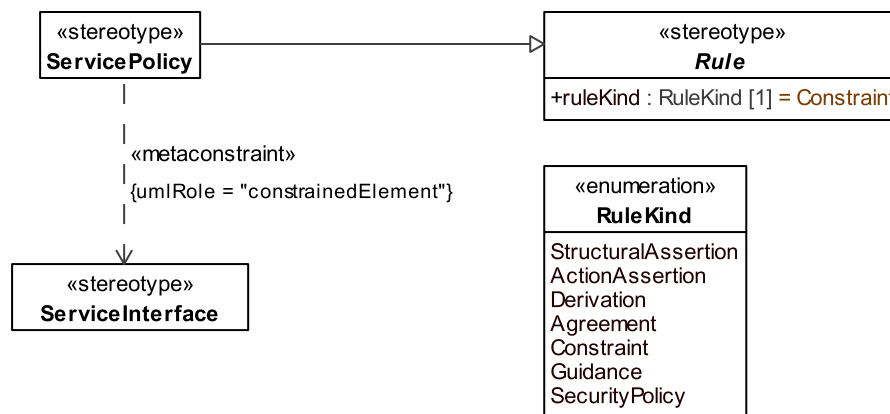 «stereotype»
ServicePolicy
«stereotype»
Rule
+ruleKind : RuleKind [1] = Constraint
«metaconstraint»
{umlRole = "constrainedElement"}
«enumeration»
RuleKind
StructuralAssertion
ActionAssertion
Derivation
Agreement
Constraint
Guidance
SecurityPolicy
«stereotype»
ServiceInterface